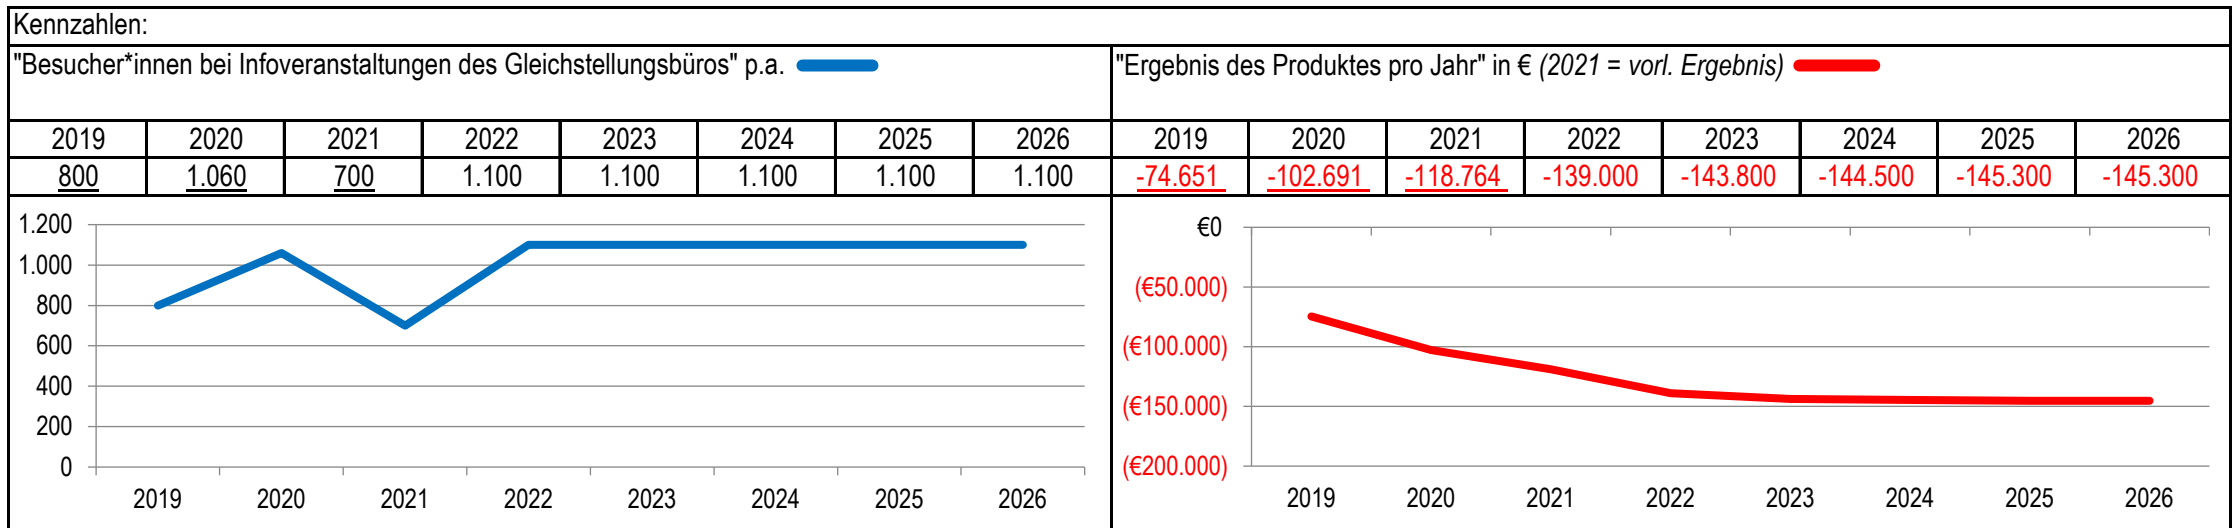 Kennzahlen:
"Besucher*innen bei Infoveranstaltungen des Gleichstellungsbüros" p.a.
2019 2020 2021 2022 2023 2024 2025 2026
800 1.060 700 1.100 1.100 1.100 1.100 1.100
1.200
1.000
800
600
400
200
0
2019 2020 2021 2022 2023 2024 2025 2026
"Ergebnis des Produktes pro Jahr" in € (2021 = vorl. Ergebnis)
2019 2020 2021 2022 2023 2024 2025 2026
-74.651 -102.691 -118.764 -139.000 -143.800 -144.500 -145.300 -145.300
€0
(€50.000)
(€100.000)
(€150.000)
(€200.000)
2019 2020 2021 2022 2023 2024 2025 2026